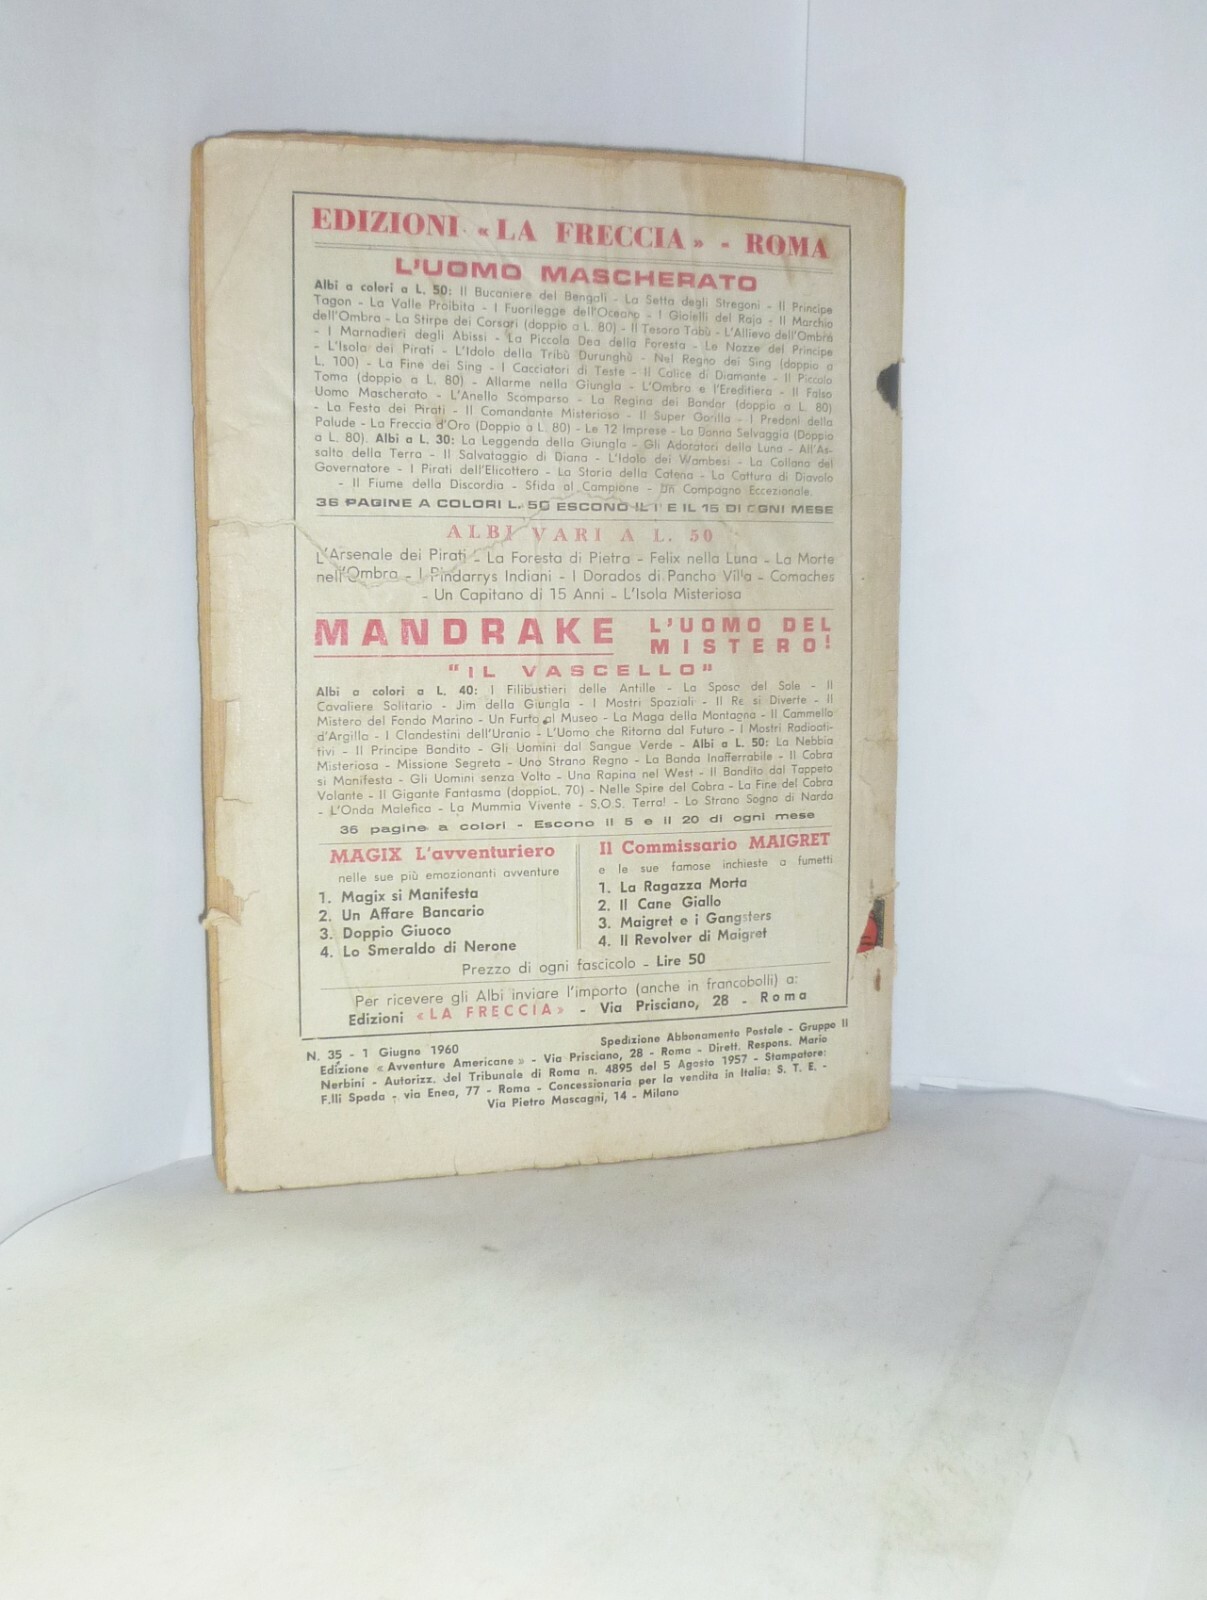 EDIZIONI «LA FRECCIA» - ROMA
L'UOMO MASCHERATO
Albi a colori a L. 50: Il Bucaniere del Bengali - La Setta degli Stregoni - Il Principe
Tagon - La Valle Proibita - I Fuorilegge dell'Oceano - I Gioielli del Raja - Il Marchio
dell'Ombra - La Stirpe dei Corsari (doppio a L. 80) - Il Tesoro Tabù - L'Allievo dell'Ombra
- I Marnadieri degli Abissi - La Piccola Dea della Foresta - Le Nozze del Principe
- L'Isola dei Pirati - L'Idolo della Tribù Durunghù - Nel Regno dei Sing (doppio a
L. 100) - La Fine dei Sing - I Cacciatori di Teste - Il Calice di Diamante - Il Piccolo
Toma (doppio a L. 80) - Allarme nella Giungla - L'Ombra e l'Ereditiera - Il Falso
Uomo Mascherato - L'Anello Scomparso - La Regina dei Bandar (doppio a L. 80)
- La Festa dei Pirati - Il Comandante Misterioso - Il Super Gorilla - I Predoni della
Palude - La Freccia d'Oro (Doppio a L. 80) - Le 12 Imprese - La Donna Selvaggia (Doppio
a L. 80). Albi a L. 30: La Leggenda della Giungla - Gli Adoratori della Luna - All'As-
salto della Terra - Il Salvataggio di Diana - L'Idolo dei Wambesi - La Collana del
Governatore - I Pirati dell'Elicottero - La Storia della Catena - La Cattura di Diavolo
- Il Fiume della Discordia - Sfida al Campione - Un Compagno Eccezionale.
36 PAGINE A COLORI L. 50 ESCONO IL 1° E IL 15 DI OGNI MESE
ALBI VARI A L. 50
L'Arsenale dei Pirati - La Foresta di Pietra - Felix nella Luna - La Morte
nell'Ombra - I Pindarrys Indiani - I Dorados di Pancho Villa - Comaches
- Un Capitano di 15 Anni - L'Isola Misteriosa
MANDRAKE L'UOMO DEL MISTERO!
"IL VASCELLO"
Albi a colori a L. 40: I Filibustieri delle Antille - La Sposa del Sole - Il
Cavaliere Solitario - Jim della Giungla - I Mostri Spaziali - Il Re si Diverte - Il
Mistero del Fondo Marino - Un Furto al Museo - La Maga della Montagna - Il Cammello
d'Argilla - I Clandestini dell'Uranio - L'Uomo che Ritorna dal Futuro - I Mostri Radioat-
tivi - Il Principe Bandito - Gli Uomini dal Sangue Verde - Albi a L. 50: La Nebbia
Misteriosa - Missione Segreta - Uno Strano Regno - La Banda Inafferrabile - Il Cobra
si Manifesta - Gli Uomini senza Volto - Una Rapina nel West - Il Bandito dal Tappeto
Volante - Il Gigante Fantasma (doppioL. 70) - Nelle Spire del Cobra - La Fine del Cobra
- L'Onda Malefica - La Mummia Vivente - S.O.S. Terra! - Lo Strano Sogno di Narda
36 pagine a colori - Escono il 5 e il 20 di ogni mese
MAGIX L'avventuriero
nelle sue più emozionanti avventure
1. Magix si Manifesta
2. Un Affare Bancario
3. Doppio Giuoco
4. Lo Smeraldo di Nerone
Il Commissario MAIGRET
e le sue famose inchieste a fumetti
1. La Ragazza Morta
2. Il Cane Giallo
3. Maigret e i Gangsters
4. Il Revolver di Maigret
Prezzo di ogni fascicolo - Lire 50
Per ricevere gli Albi inviare l'importo (anche in francobolli) a:
Edizioni «LA FRECCIA» - Via Prisciano, 28 - Roma
N. 35 - 1 Giugno 1960 Spedizione Abbonamento Postale - Gruppo II
Edizione «Avventure Americane» - Via Prisciano, 28 - Roma - Dirett. Respons. Mario
Nerbini - Autorizz. del Tribunale di Roma n. 4895 del 5 Agosto 1957 - Stampatore:
F.lli Spada - via Enea, 77 - Roma - Concessionaria per la vendita in Italia: S. T. E. -
Via Pietro Mascagni, 14 - Milano